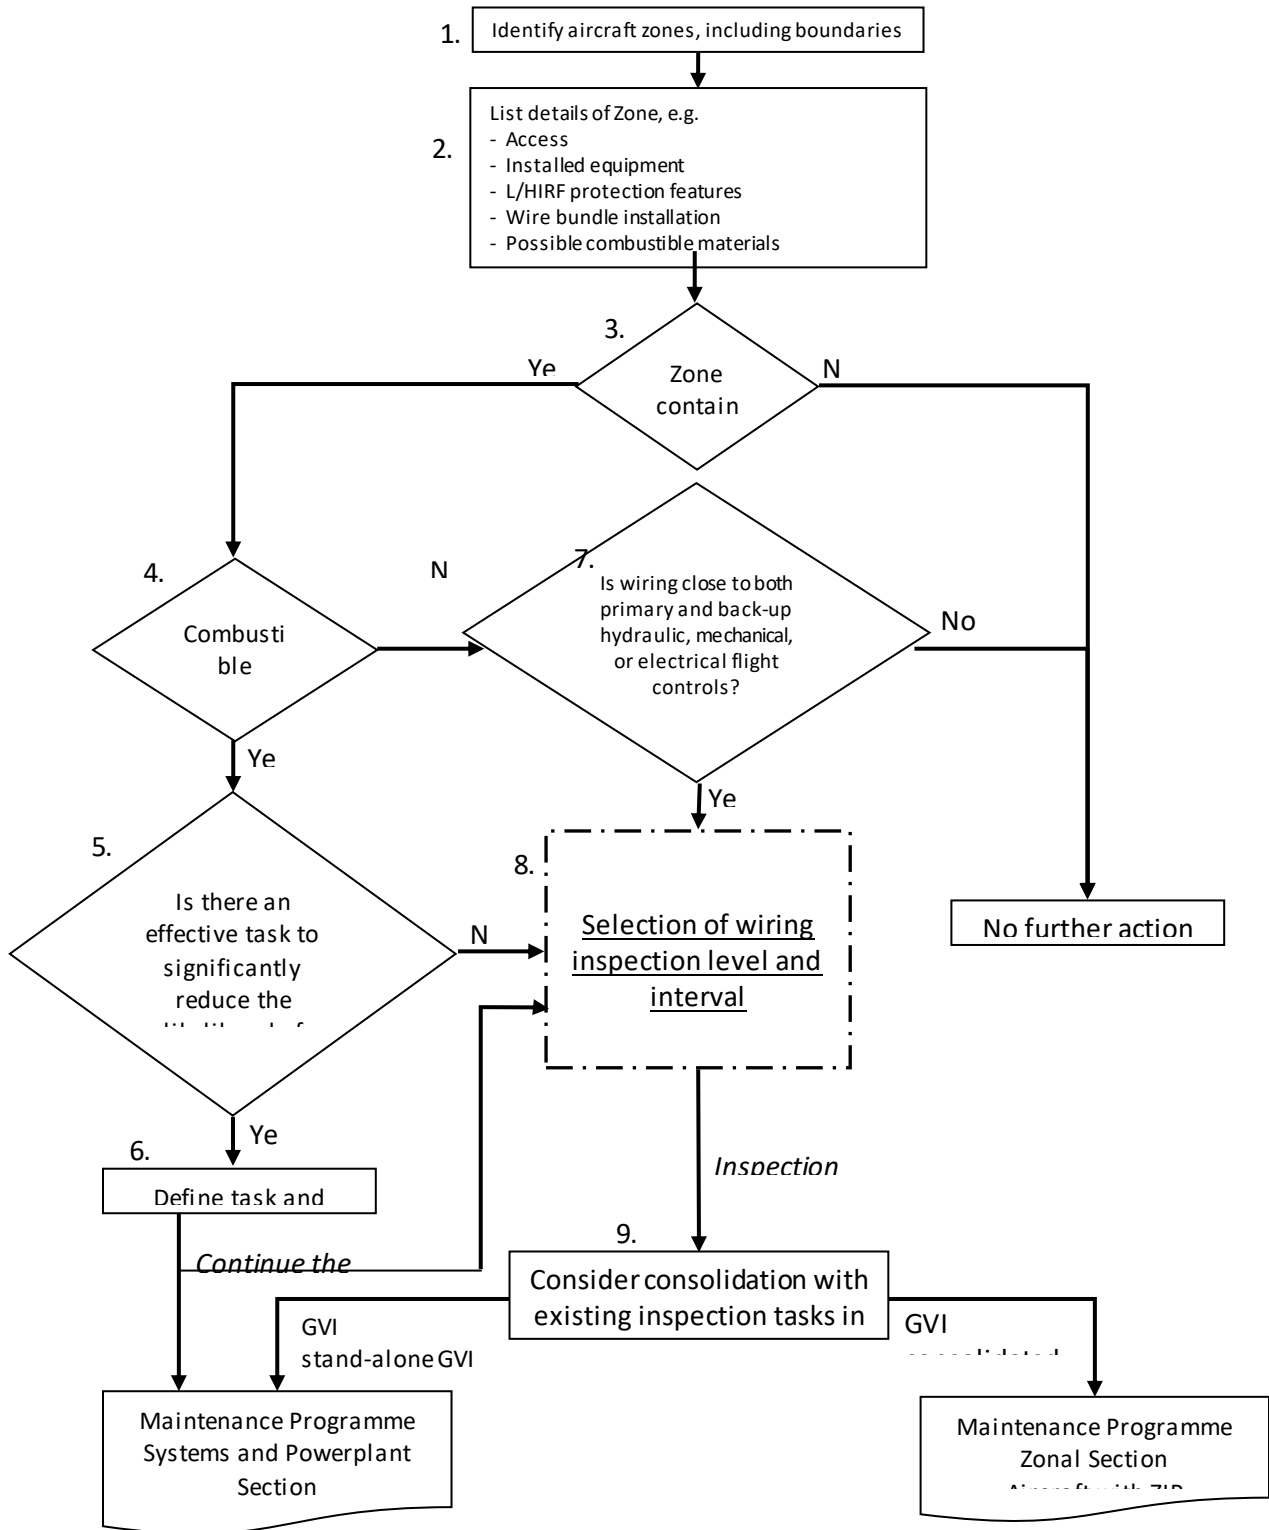 1.
Identify aircraft zones, including boundaries
2.
List details of Zone, e.g.
- Access
- Installed equipment
- L/HIRF protection features
- Wire bundle installation
- Possible combustible materials
3.
Ye
Zone
contain
N
4.
Combusti
ble
N
7.
Is wiring close to both
primary and back-up
hydraulic, mechanical,
or electrical flight
controls?
No
Ye
Ye
5.
Is there an
effective task to
significantly
reduce the
N
8.
Selection of wiring
inspection level and
interval
No further action
Ye
6.
Define task and
Continue the
Inspection
9.
Consider consolidation with
existing inspection tasks in
GVI
stand-alone GVI
GVI
consolidated
Maintenance Programme
Systems and Powerplant
Section
Maintenance Programme
Zonal Section
Aircraft with ZIP